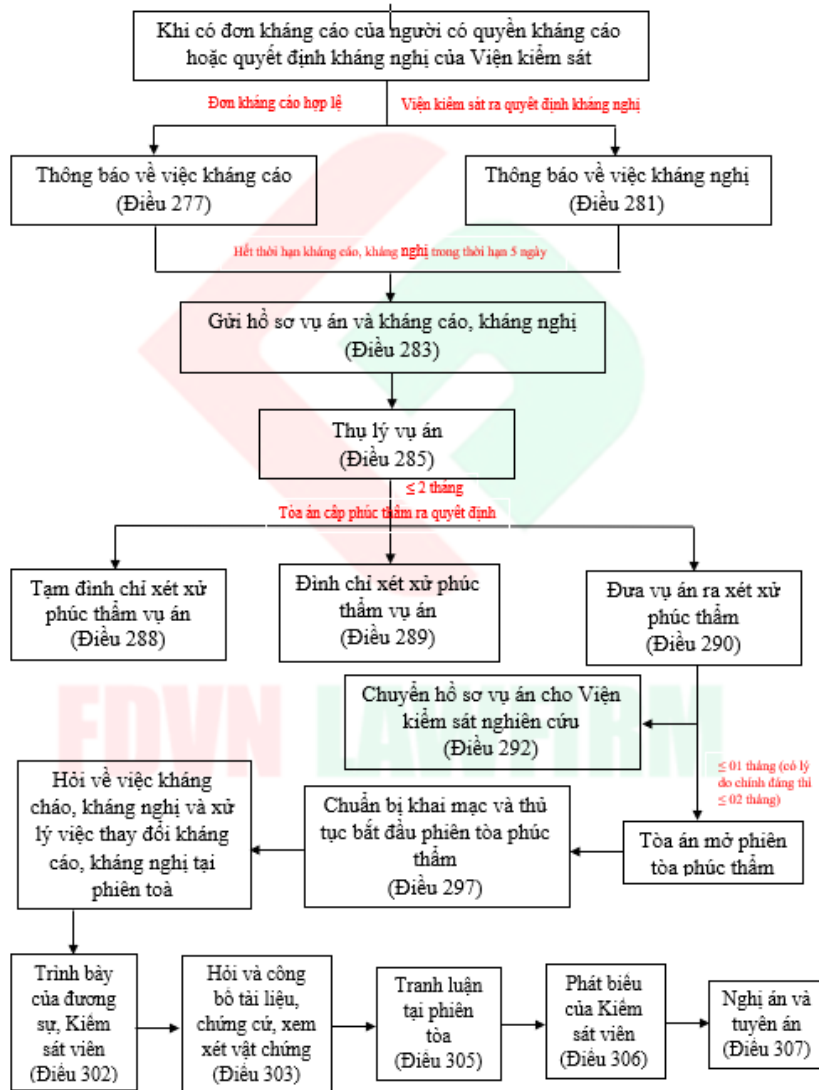 Khi có đơn kháng cáo của người có quyền kháng cáo
hoặc quyết định kháng nghị của Viện kiểm sát
Đơn kháng cáo hợp lệ
Viện kiểm sát ra quyết định kháng nghị
Thông báo về việc kháng cáo
(Điều 277)
Thông báo về việc kháng nghị
(Điều 281)
Hết thời hạn kháng cáo, kháng nghị trong thời hạn 5 ngày
Gửi hồ sơ vụ án và kháng cáo, kháng nghị
(Điều 283)
Thụ lý vụ án
(Điều 285)
≤ 2 tháng
Tòa án cấp phúc thẩm ra quyết định
Tạm đình chỉ xét xử
phúc thẩm vụ án
(Điều 288)
Đình chỉ xét xử phúc
thẩm vụ án
(Điều 289)
Đưa vụ án ra xét xử
phúc thẩm
(Điều 290)
Chuyển hồ sơ vụ án cho Viện
kiểm sát nghiên cứu
(Điều 292)
≤ 01 tháng (có lý
do chính đáng thì
≤ 02 tháng)
Tòa án mở phiên
tòa phúc thẩm
Chuẩn bị khai mạc và thủ
tục bắt đầu phiên tòa phúc
thẩm
(Điều 297)
Hỏi về việc kháng
cháo, kháng nghị và xử
lý việc thay đổi kháng
cáo, kháng nghị tại
phiên toà
Trình bày
của đương
sự, Kiểm
sát viên
(Điều 302)
Hỏi và công
bố tài liệu,
chứng cứ, xem
xét vật chứng
(Điều 303)
Tranh luận
tại phiên
tòa
(Điều 305)
Phát biểu
của Kiểm
sát viên
(Điều 306)
Nghị án và
tuyên án
(Điều 307)
FDVN LAWFIRM